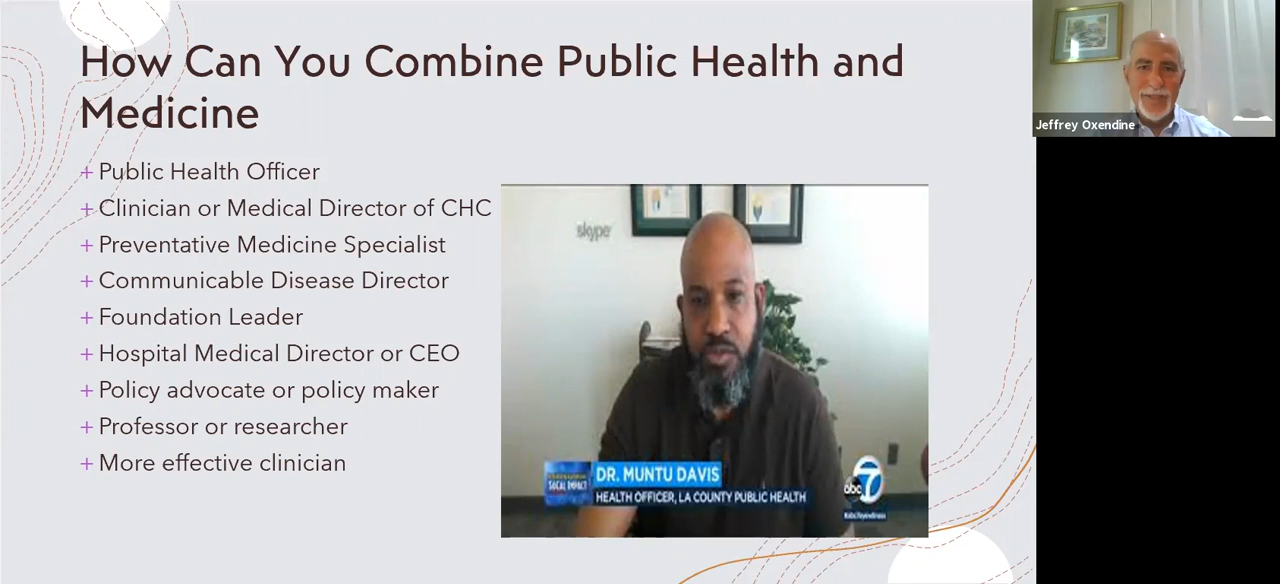 How Can You Combine Public Health and
Medicine
+ Public Health Officer
+ Clinician or Medical Director of CHC
+ Preventative Medicine Specialist
+ Communicable Disease Director
+ Foundation Leader
+ Hospital Medical Director or CEO
+ Policy advocate or policy maker
+ Professor or researcher
+ More effective clinician
skype
SOCAL IMPACT
DR. MUNTU DAVIS
HEALTH OFFICER, LA COUNTY PUBLIC HEALTH
abc 7
Jeffrey Oxendine